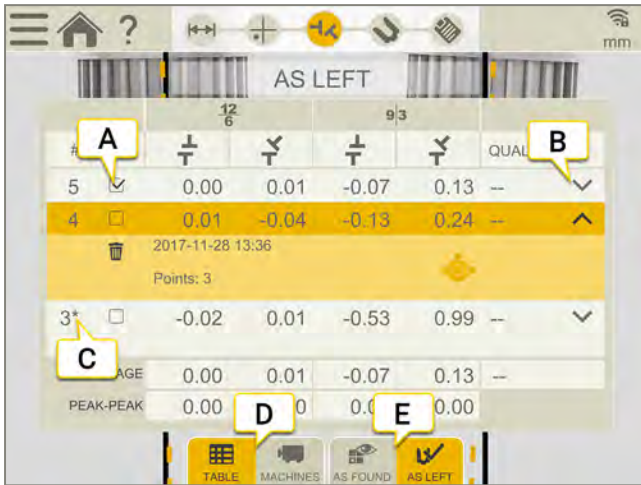 ?
mm
AS LEFT
12
6
9 3
#
A
QUAL
B
5 0.00 0.01 -0.07 0.13 --
4 0.01 -0.04 -0.13 0.24 --
2017-11-28 13:36
Points: 3
3* -0.02 0.01 -0.53 0.99 --
C
AGE 0.00 0.01 -0.07 0.13 --
PEAK-PEAK 0.00 0 0.0 0.00
D
E
TABLE MACHINES AS FOUND AS LEFT